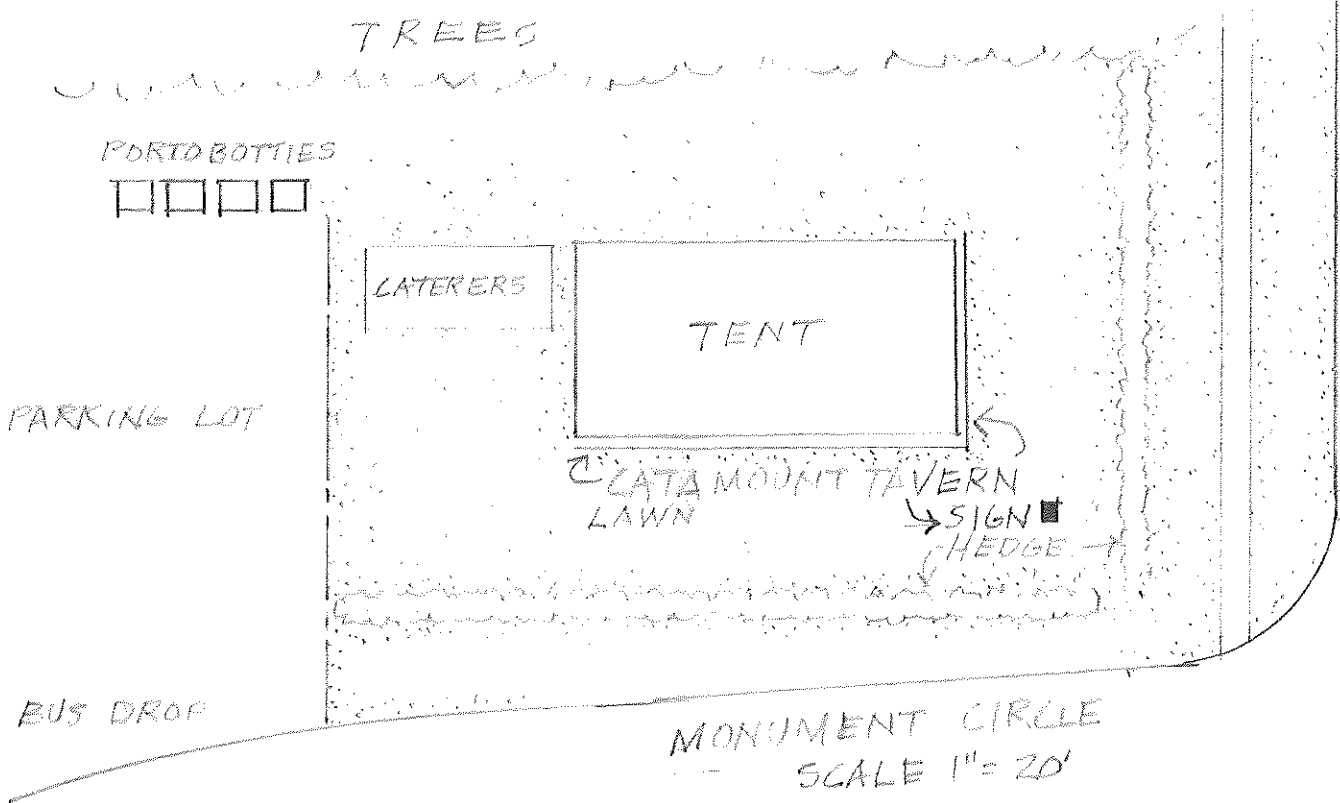 TREES
PORTOBOTTIES
CATERERS
TENT
PARKING LOT
CATAMOUNT TAVERN
LAWN
SIGN
HEDGE
BUS DROP
MONUMENT CIRCLE
SCALE 1"= 20'